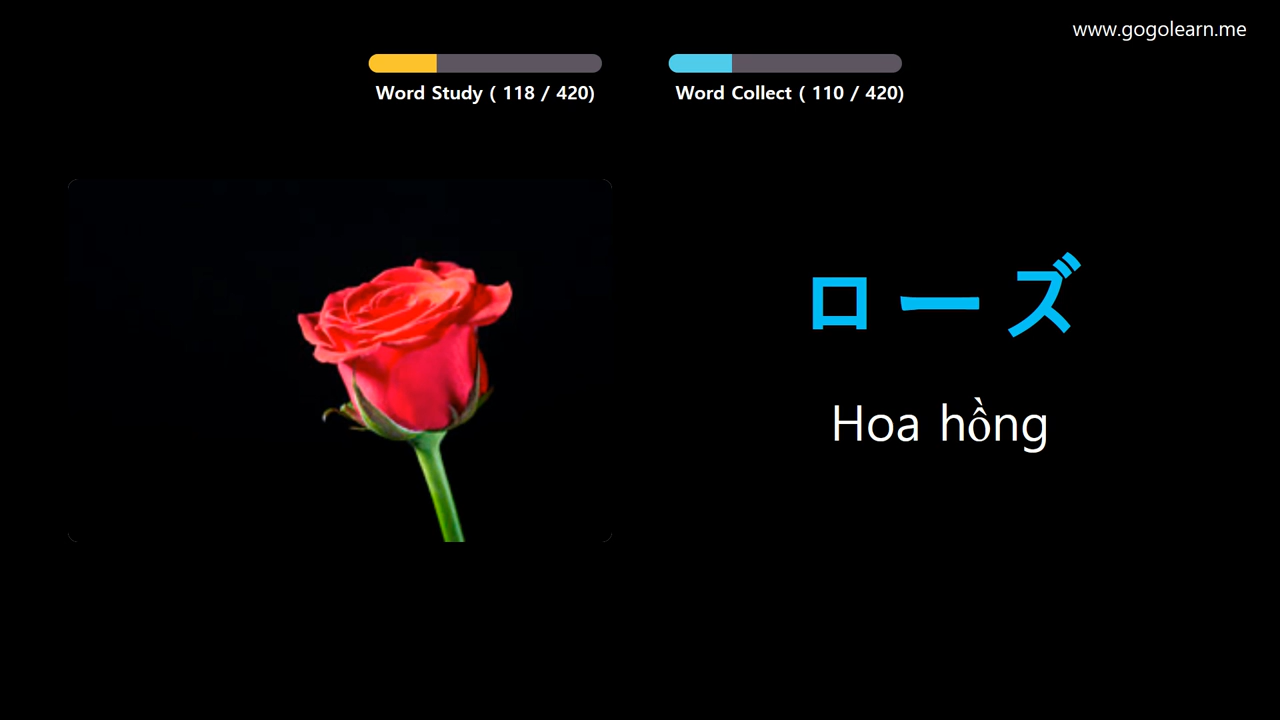 www.gogolearn.me
Word Study ( 118 / 420)
Word Collect ( 110 / 420)
ローズ
Hoa hồng